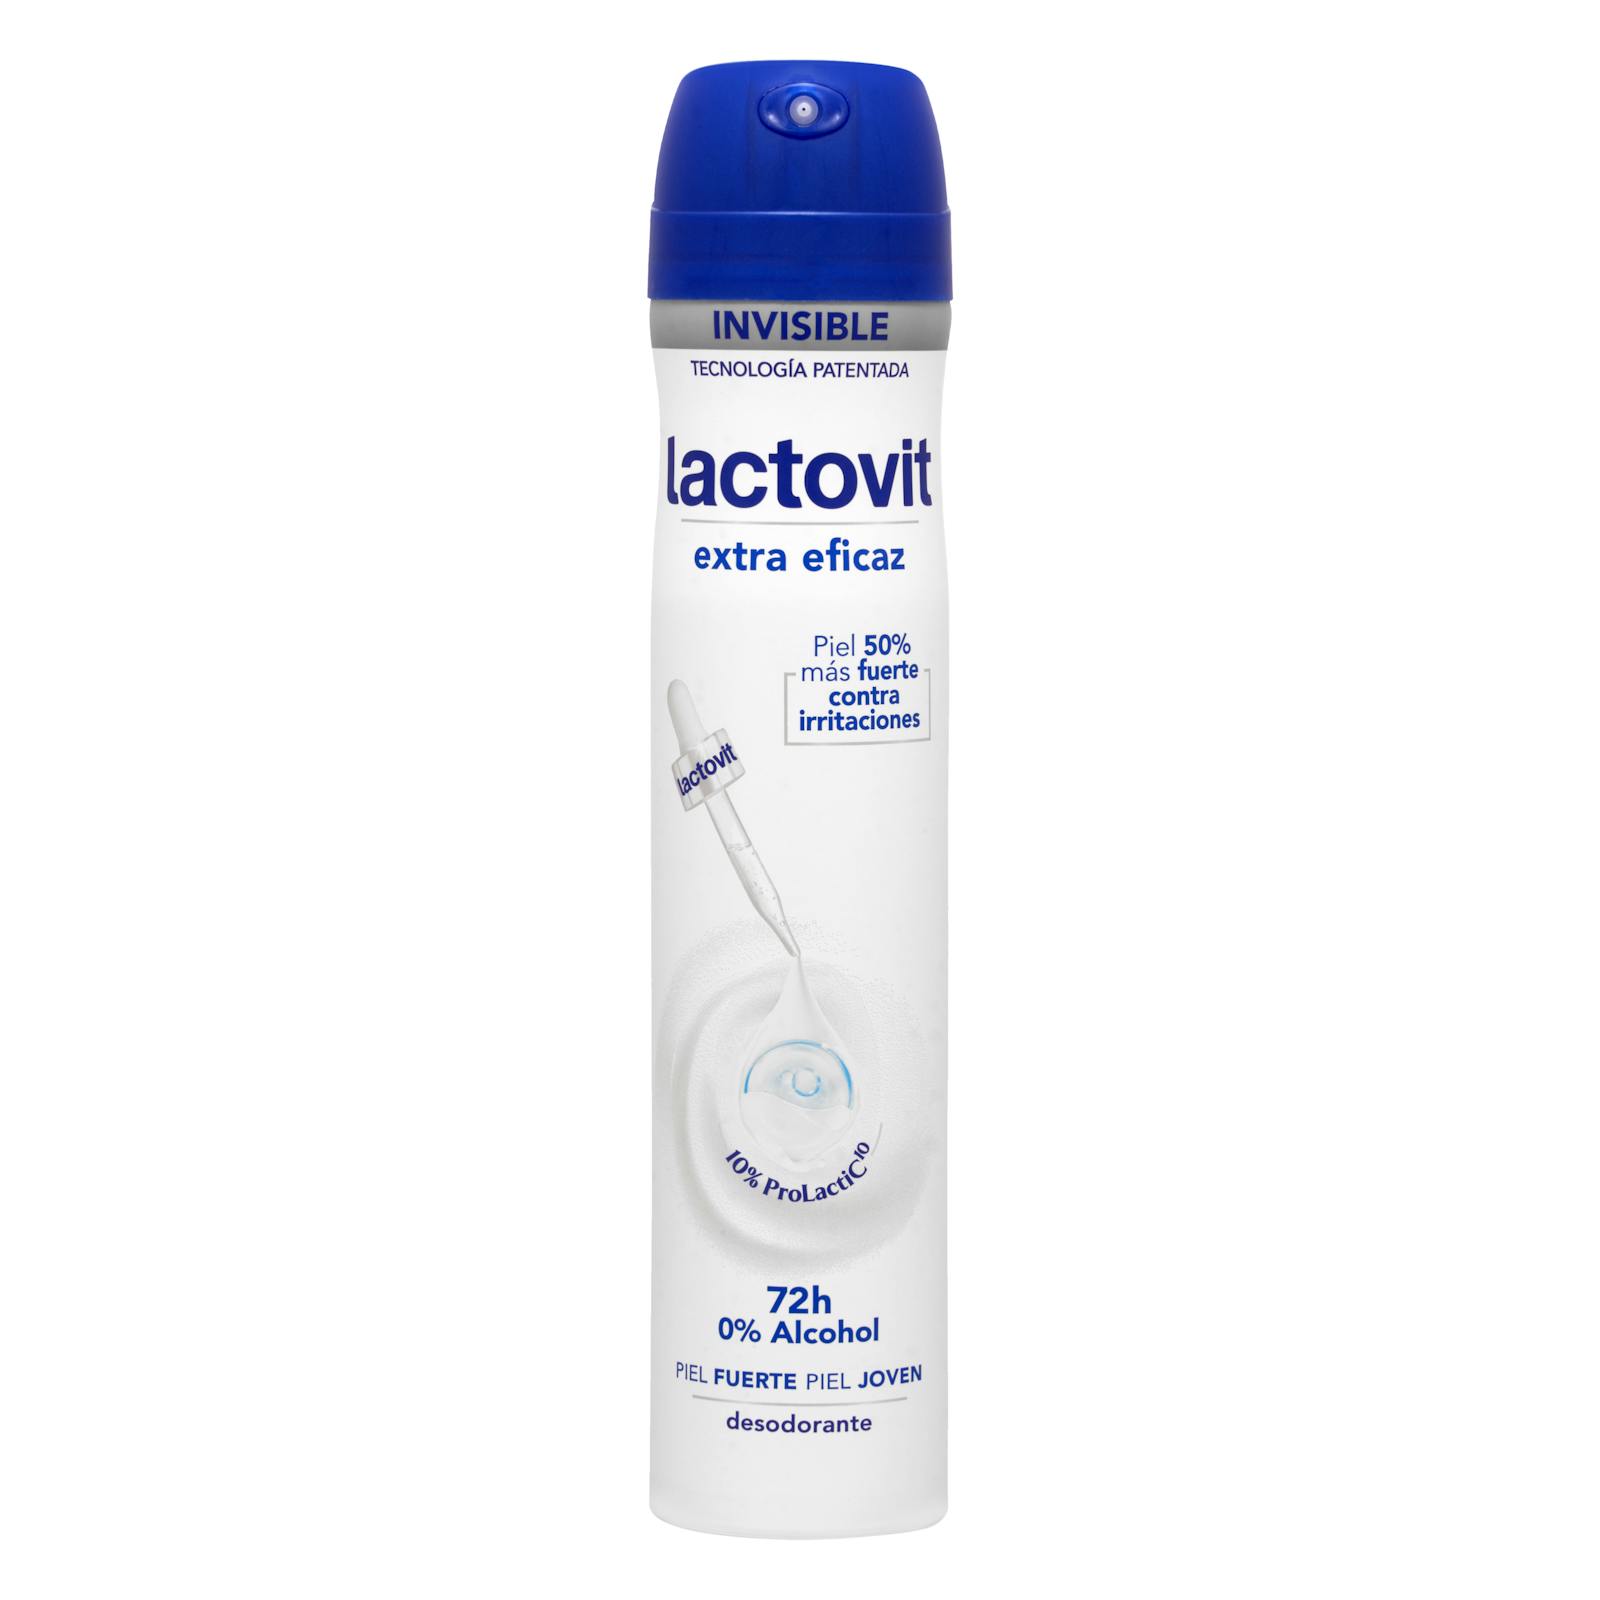 INVISIBLE
TECNOLOGÍA PATENTADA
lactovit
extra eficaz
Piel 50%
más fuerte
contra
irritaciones
lactovit
10% ProLactiC¹⁰
72h
0% Alcohol
PIEL FUERTE PIEL JOVEN
desodorante